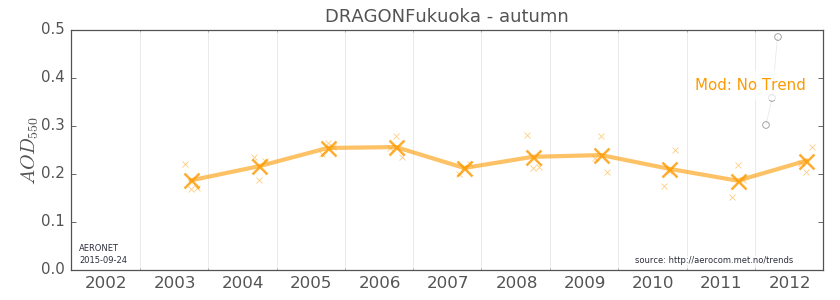 DRAGONFukuoka - autumn
0.5
0.4
0.3
0.2
0.1
0.0
AOD550
Mod: No Trend
AERONET
2015-09-24
source: http://aerocom.met.no/trends
2002 2003 2004 2005 2006 2007 2008 2009 2010 2011 2012